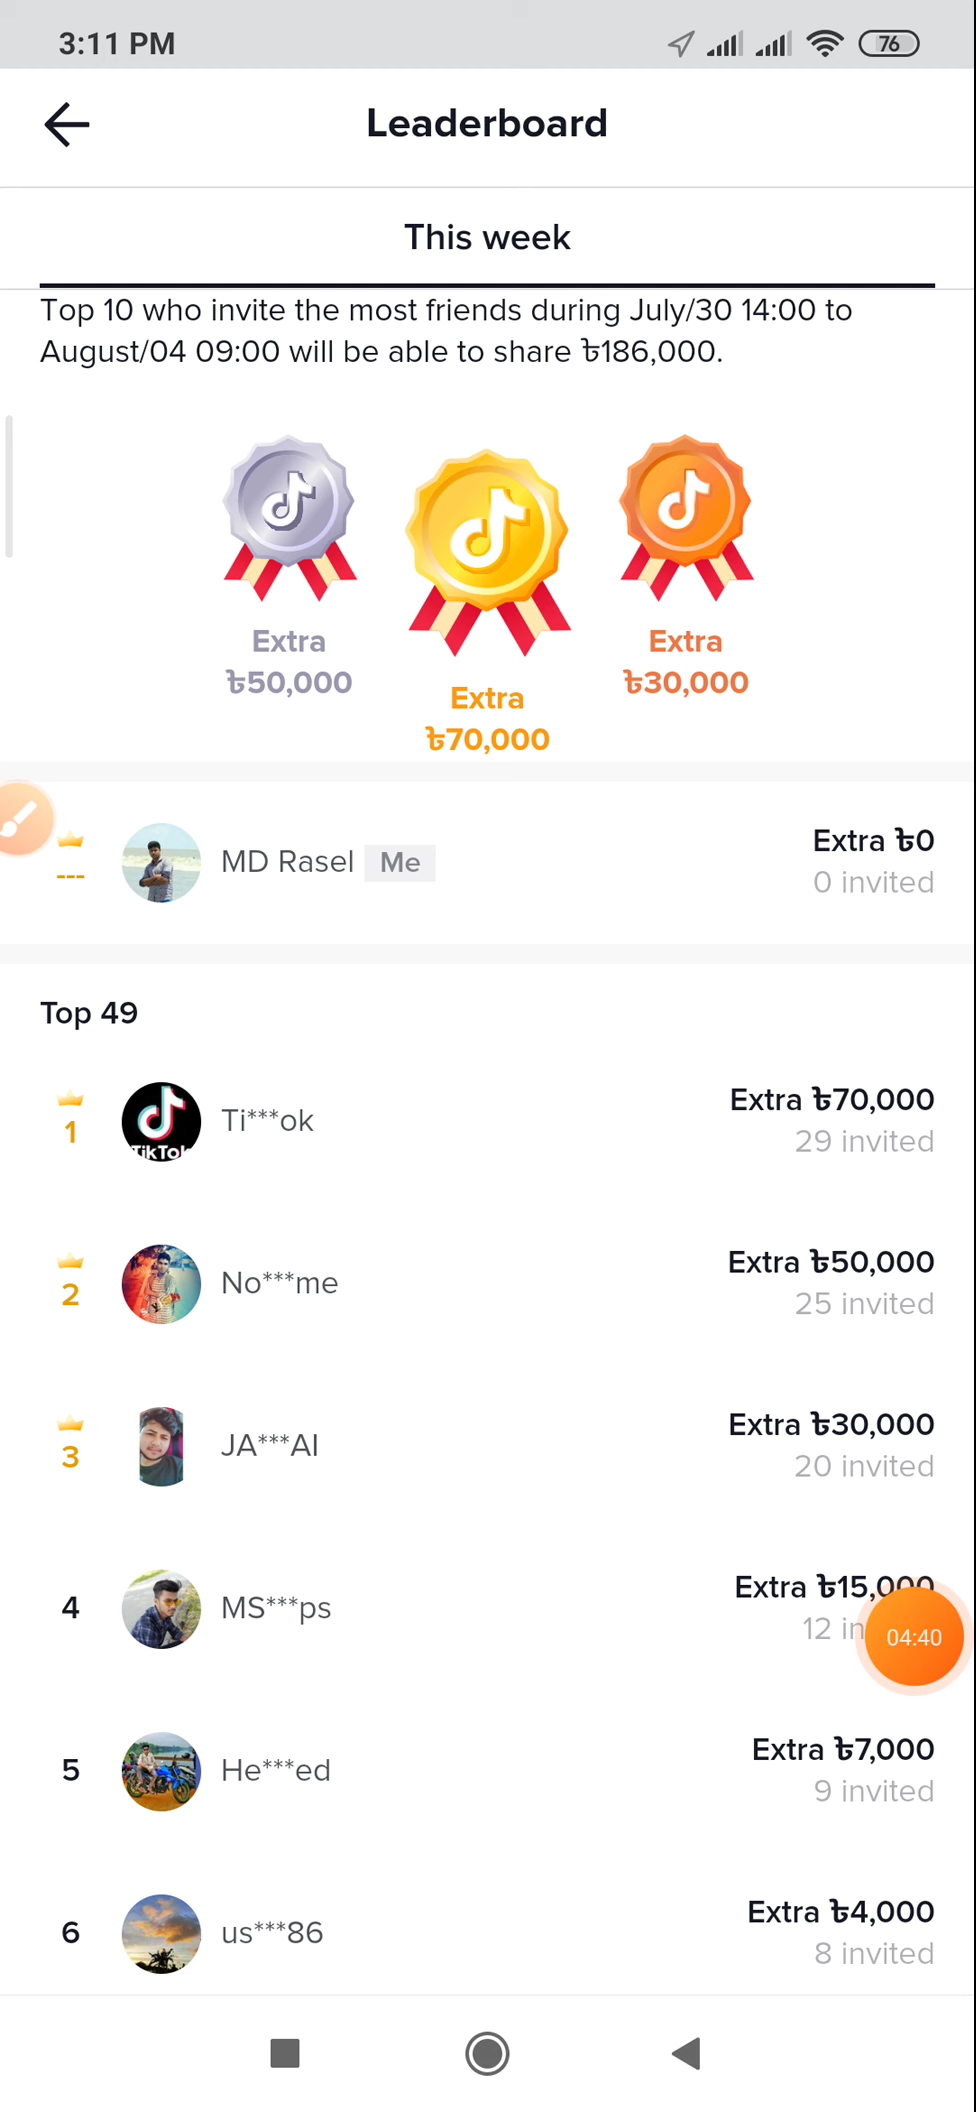 3:11 PM
76
Leaderboard
This week
Top 10 who invite the most friends during July/30 14:00 to
August/04 09:00 will be able to share ৳186,000.
Extra
৳50,000
Extra
৳70,000
Extra
৳30,000
---
MD Rasel
Me
Extra ৳0
0 invited
Top 49
1
TikTok
Ti***ok
Extra ৳70,000
29 invited
2
No***me
Extra ৳50,000
25 invited
3
JA***AI
Extra ৳30,000
20 invited
4
MS***ps
Extra ৳15,000
12 in
04:40
5
He***ed
Extra ৳7,000
9 invited
6
us***86
Extra ৳4,000
8 invited